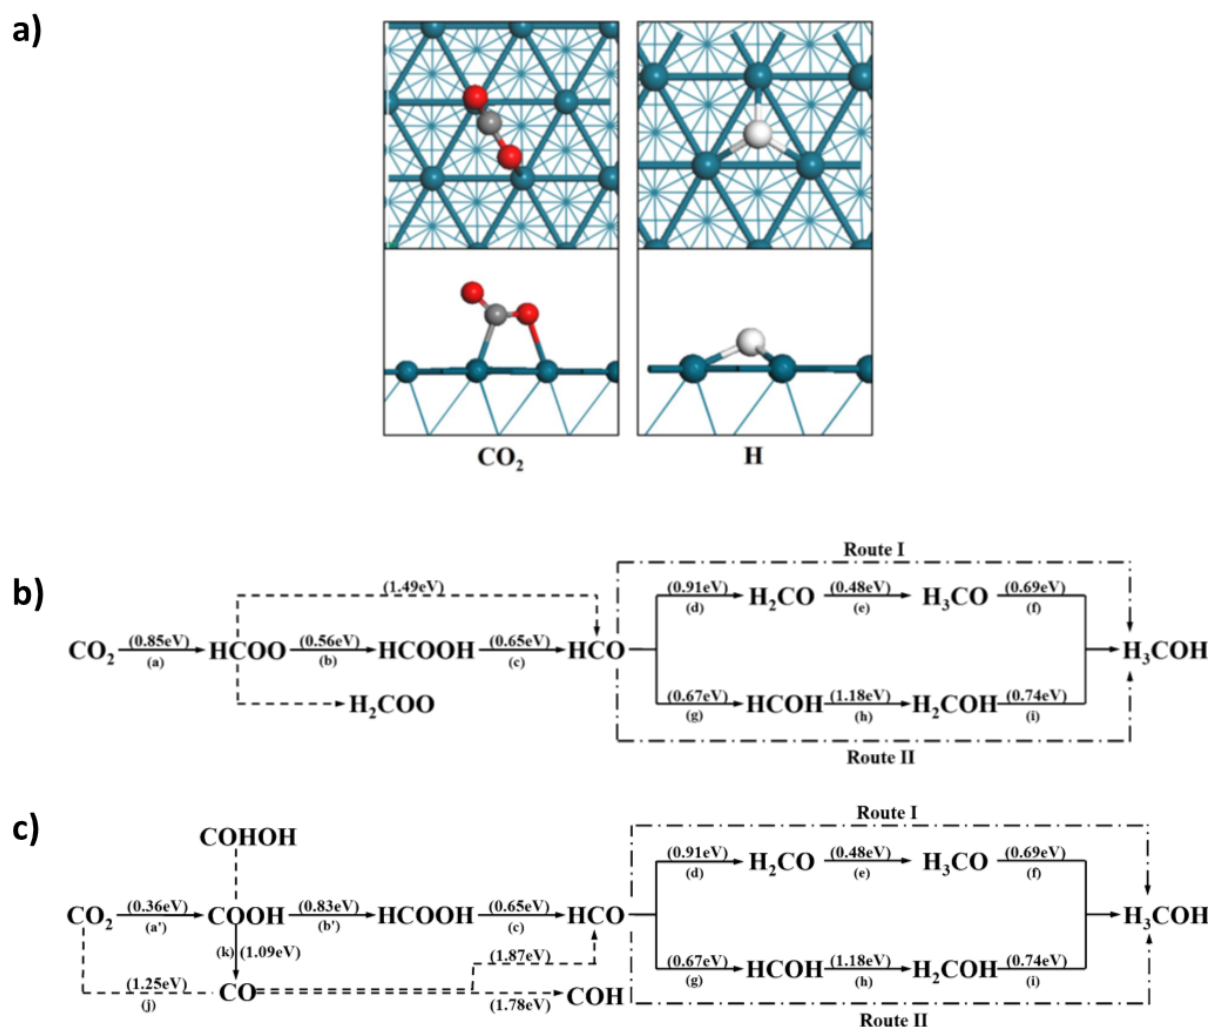 a)
CO₂ H
b)
Route I
(1.49eV) (0.91eV) H₂CO (0.48eV) H₃CO (0.69eV)
(d) (e) (f)
CO₂ (0.85eV) HCOO (0.56eV) HCOOH (0.65eV) HCO H₃COH
(a) (b) (c)
H₂COO (0.67eV) HCOH (1.18eV) H₂COH (0.74eV)
(g) (h) (i)
Route II
c)
Route I
COHOH (0.91eV) H₂CO (0.48eV) H₃CO (0.69eV)
(d) (e) (f)
CO₂ (0.36eV) COOH (0.83eV) HCOOH (0.65eV) HCO H₃COH
(a') (b') (c)
(k) (1.09eV) (1.87eV) (0.67eV) HCOH (1.18eV) H₂COH (0.74eV)
(g) (h) (i)
(1.25eV) CO (1.78eV) COH
(j)
Route II